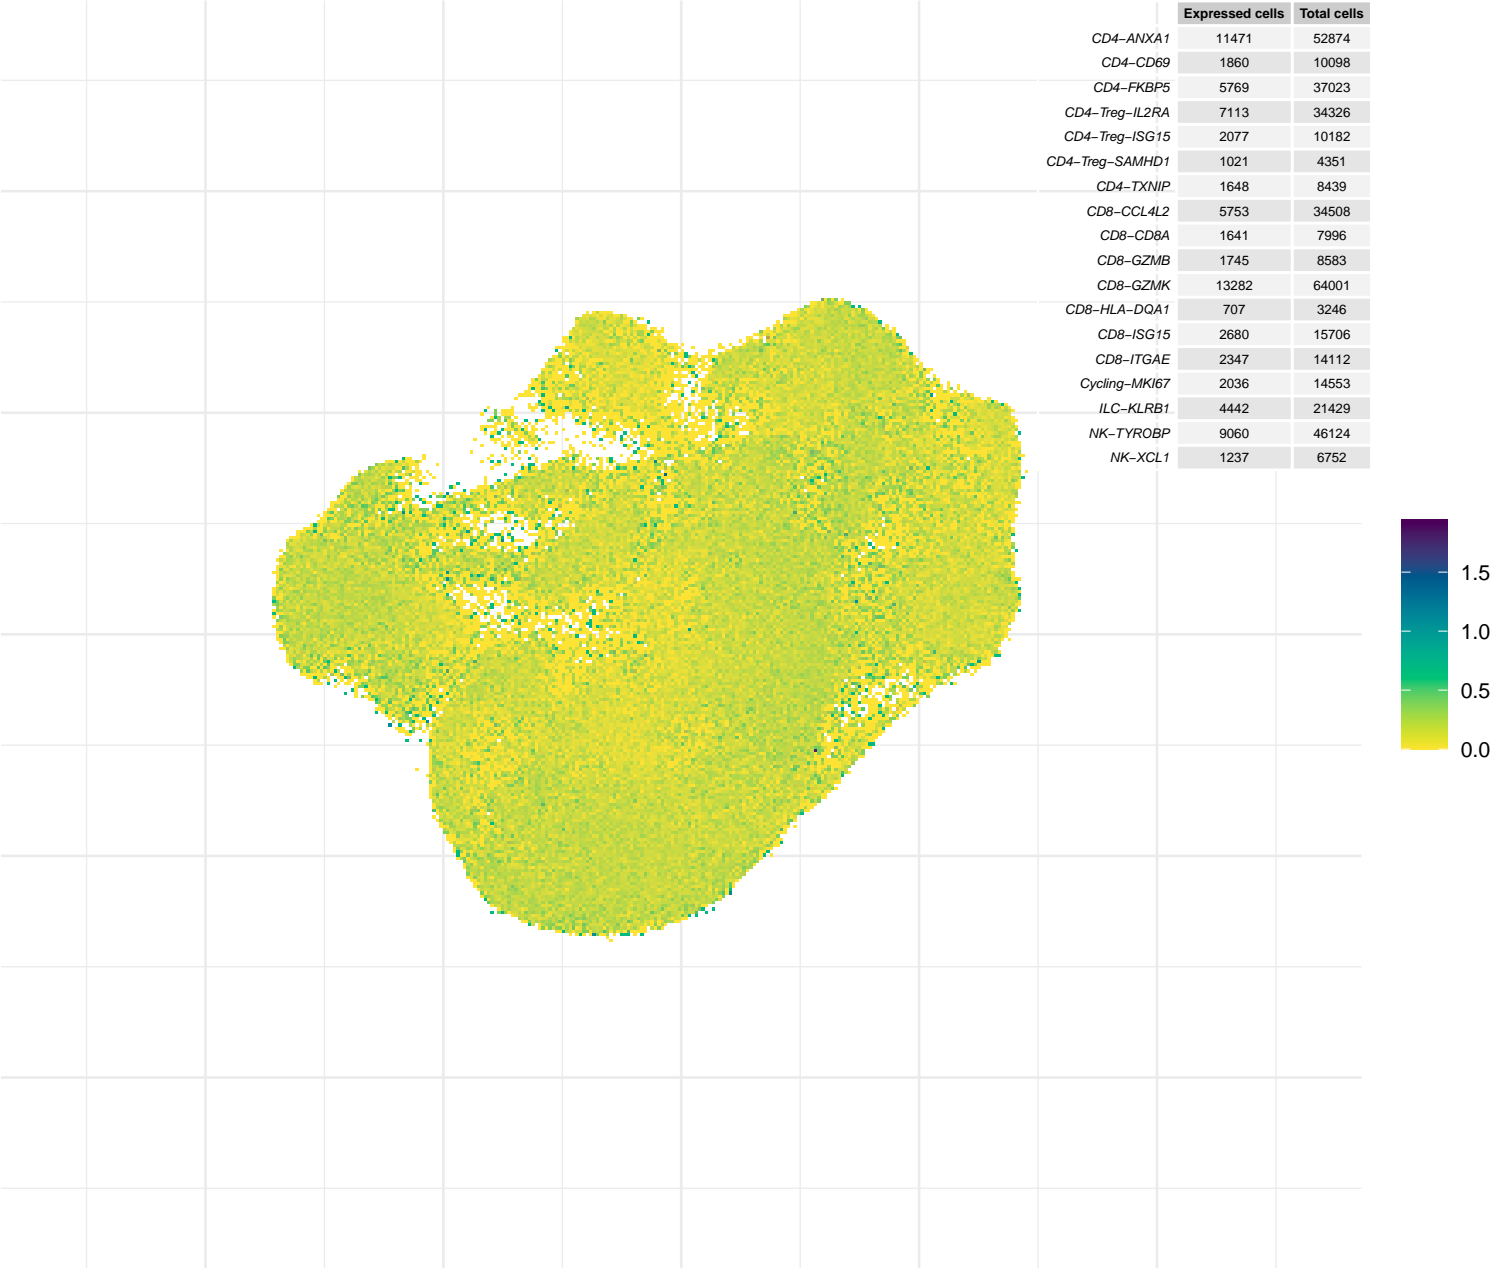 Expressed cells Total cells
CD4−ANXA1 11471 52874
CD4−CD69 1860 10098
CD4−FKBP5 5769 37023
CD4−Treg−IL2RA 7113 34326
CD4−Treg−ISG15 2077 10182
CD4−Treg−SAMHD1 1021 4351
CD4−TXNIP 1648 8439
CD8−CCL4L2 5753 34508
CD8−CD8A 1641 7996
CD8−GZMB 1745 8583
CD8−GZMK 13282 64001
CD8−HLA−DQA1 707 3246
CD8−ISG15 2680 15706
CD8−ITGAE 2347 14112
Cycling−MKI67 2036 14553
ILC−KLRB1 4442 21429
NK−TYROBP 9060 46124
NK−XCL1 1237 6752
1.5
1.0
0.5
0.0